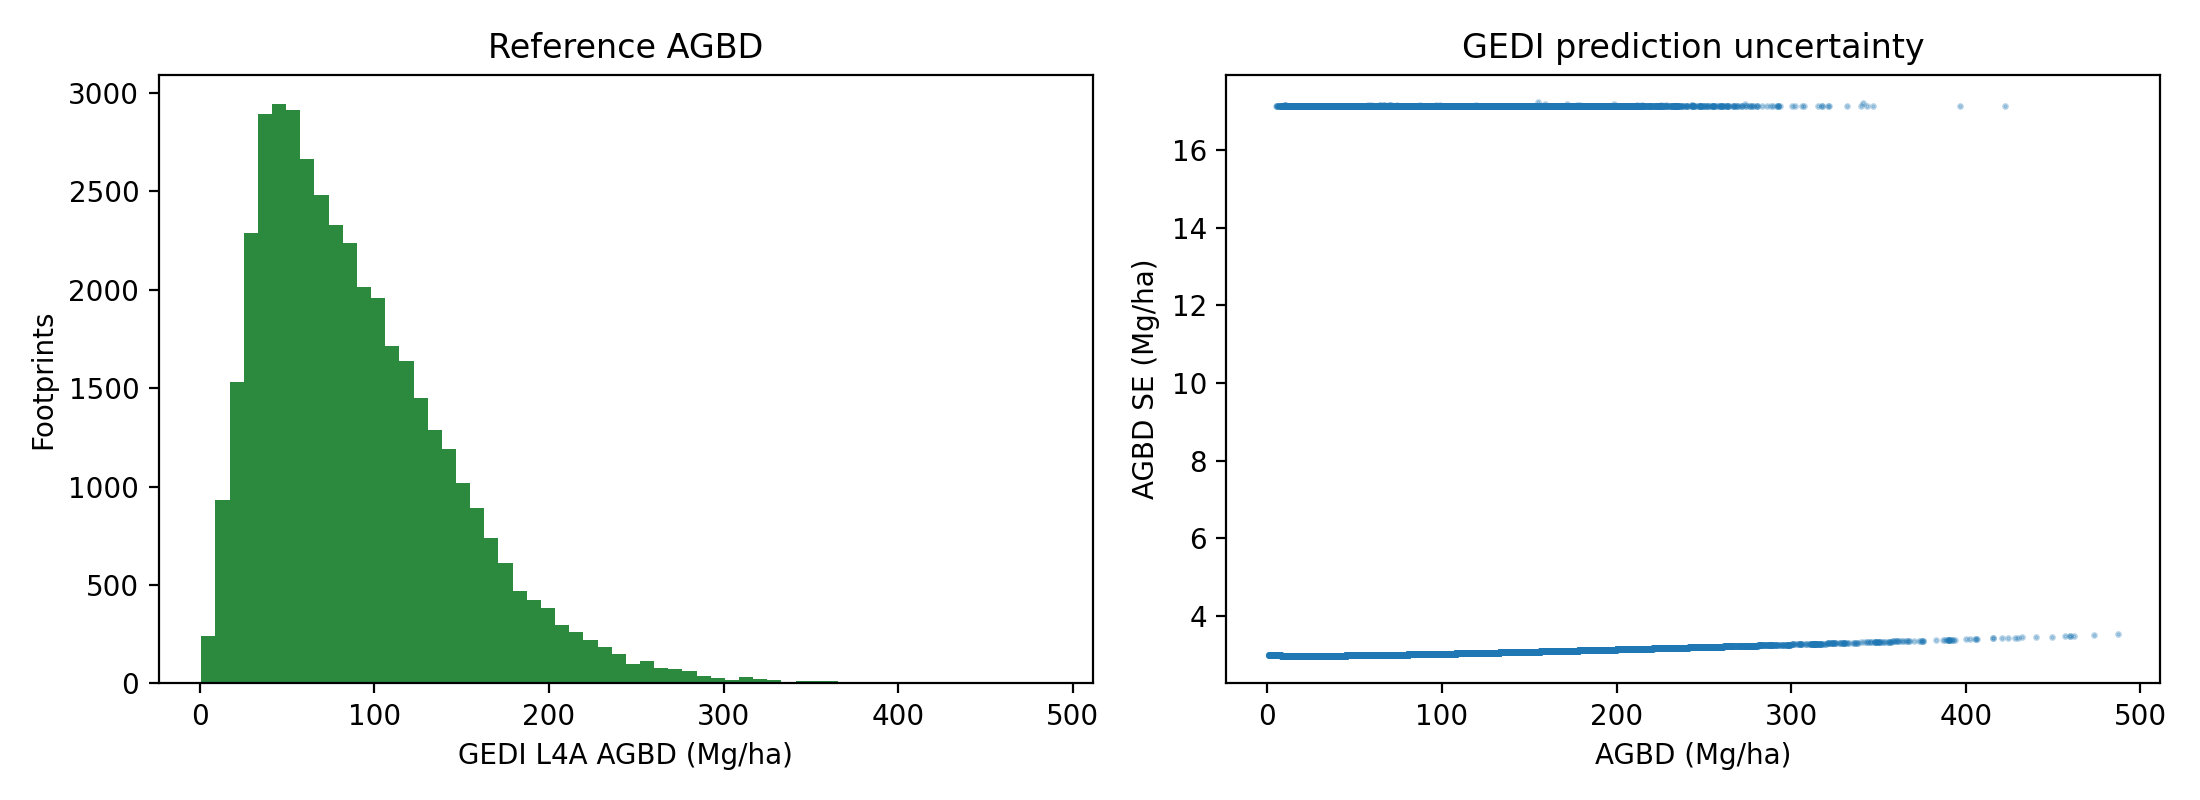 Reference AGBD
3000
2500
2000
1500
1000
500
0
Footprints
0 100 200 300 400 500
GEDI L4A AGBD (Mg/ha)
GEDI prediction uncertainty
16
14
12
10
8
6
4
AGBD SE (Mg/ha)
0 100 200 300 400 500
AGBD (Mg/ha)